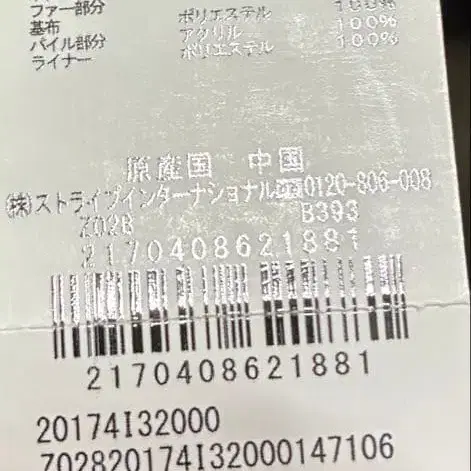 ファー部分 ポリエステル 100%
基布 アクリル 100%
パイル部分 ポリエステル 100%
ライナー
原産国 中国
(株)ストライプインターナショナル 0120-806-008
Z028 B393
2170408621881
2170408621881
20174I32000
Z02820174I32000147106